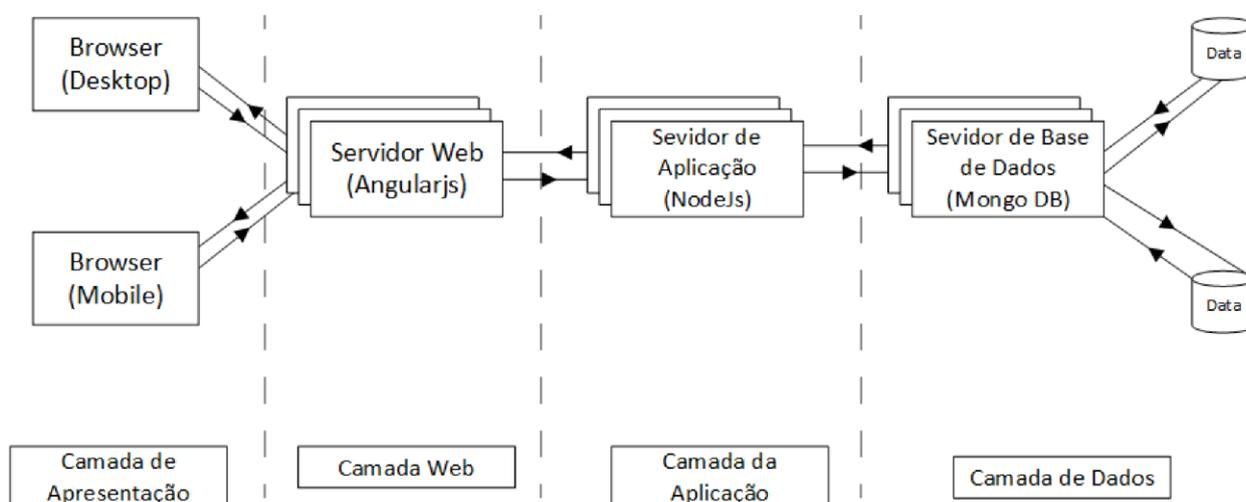 Browser
(Desktop)
Data
Servidor Web
(Angularjs)
Sevidor de
Aplicação
(NodeJs)
Sevidor de Base
de Dados
(Mongo DB)
Browser
(Mobile)
Data
Camada de
Apresentação
Camada Web
Camada da
Aplicação
Camada de Dados